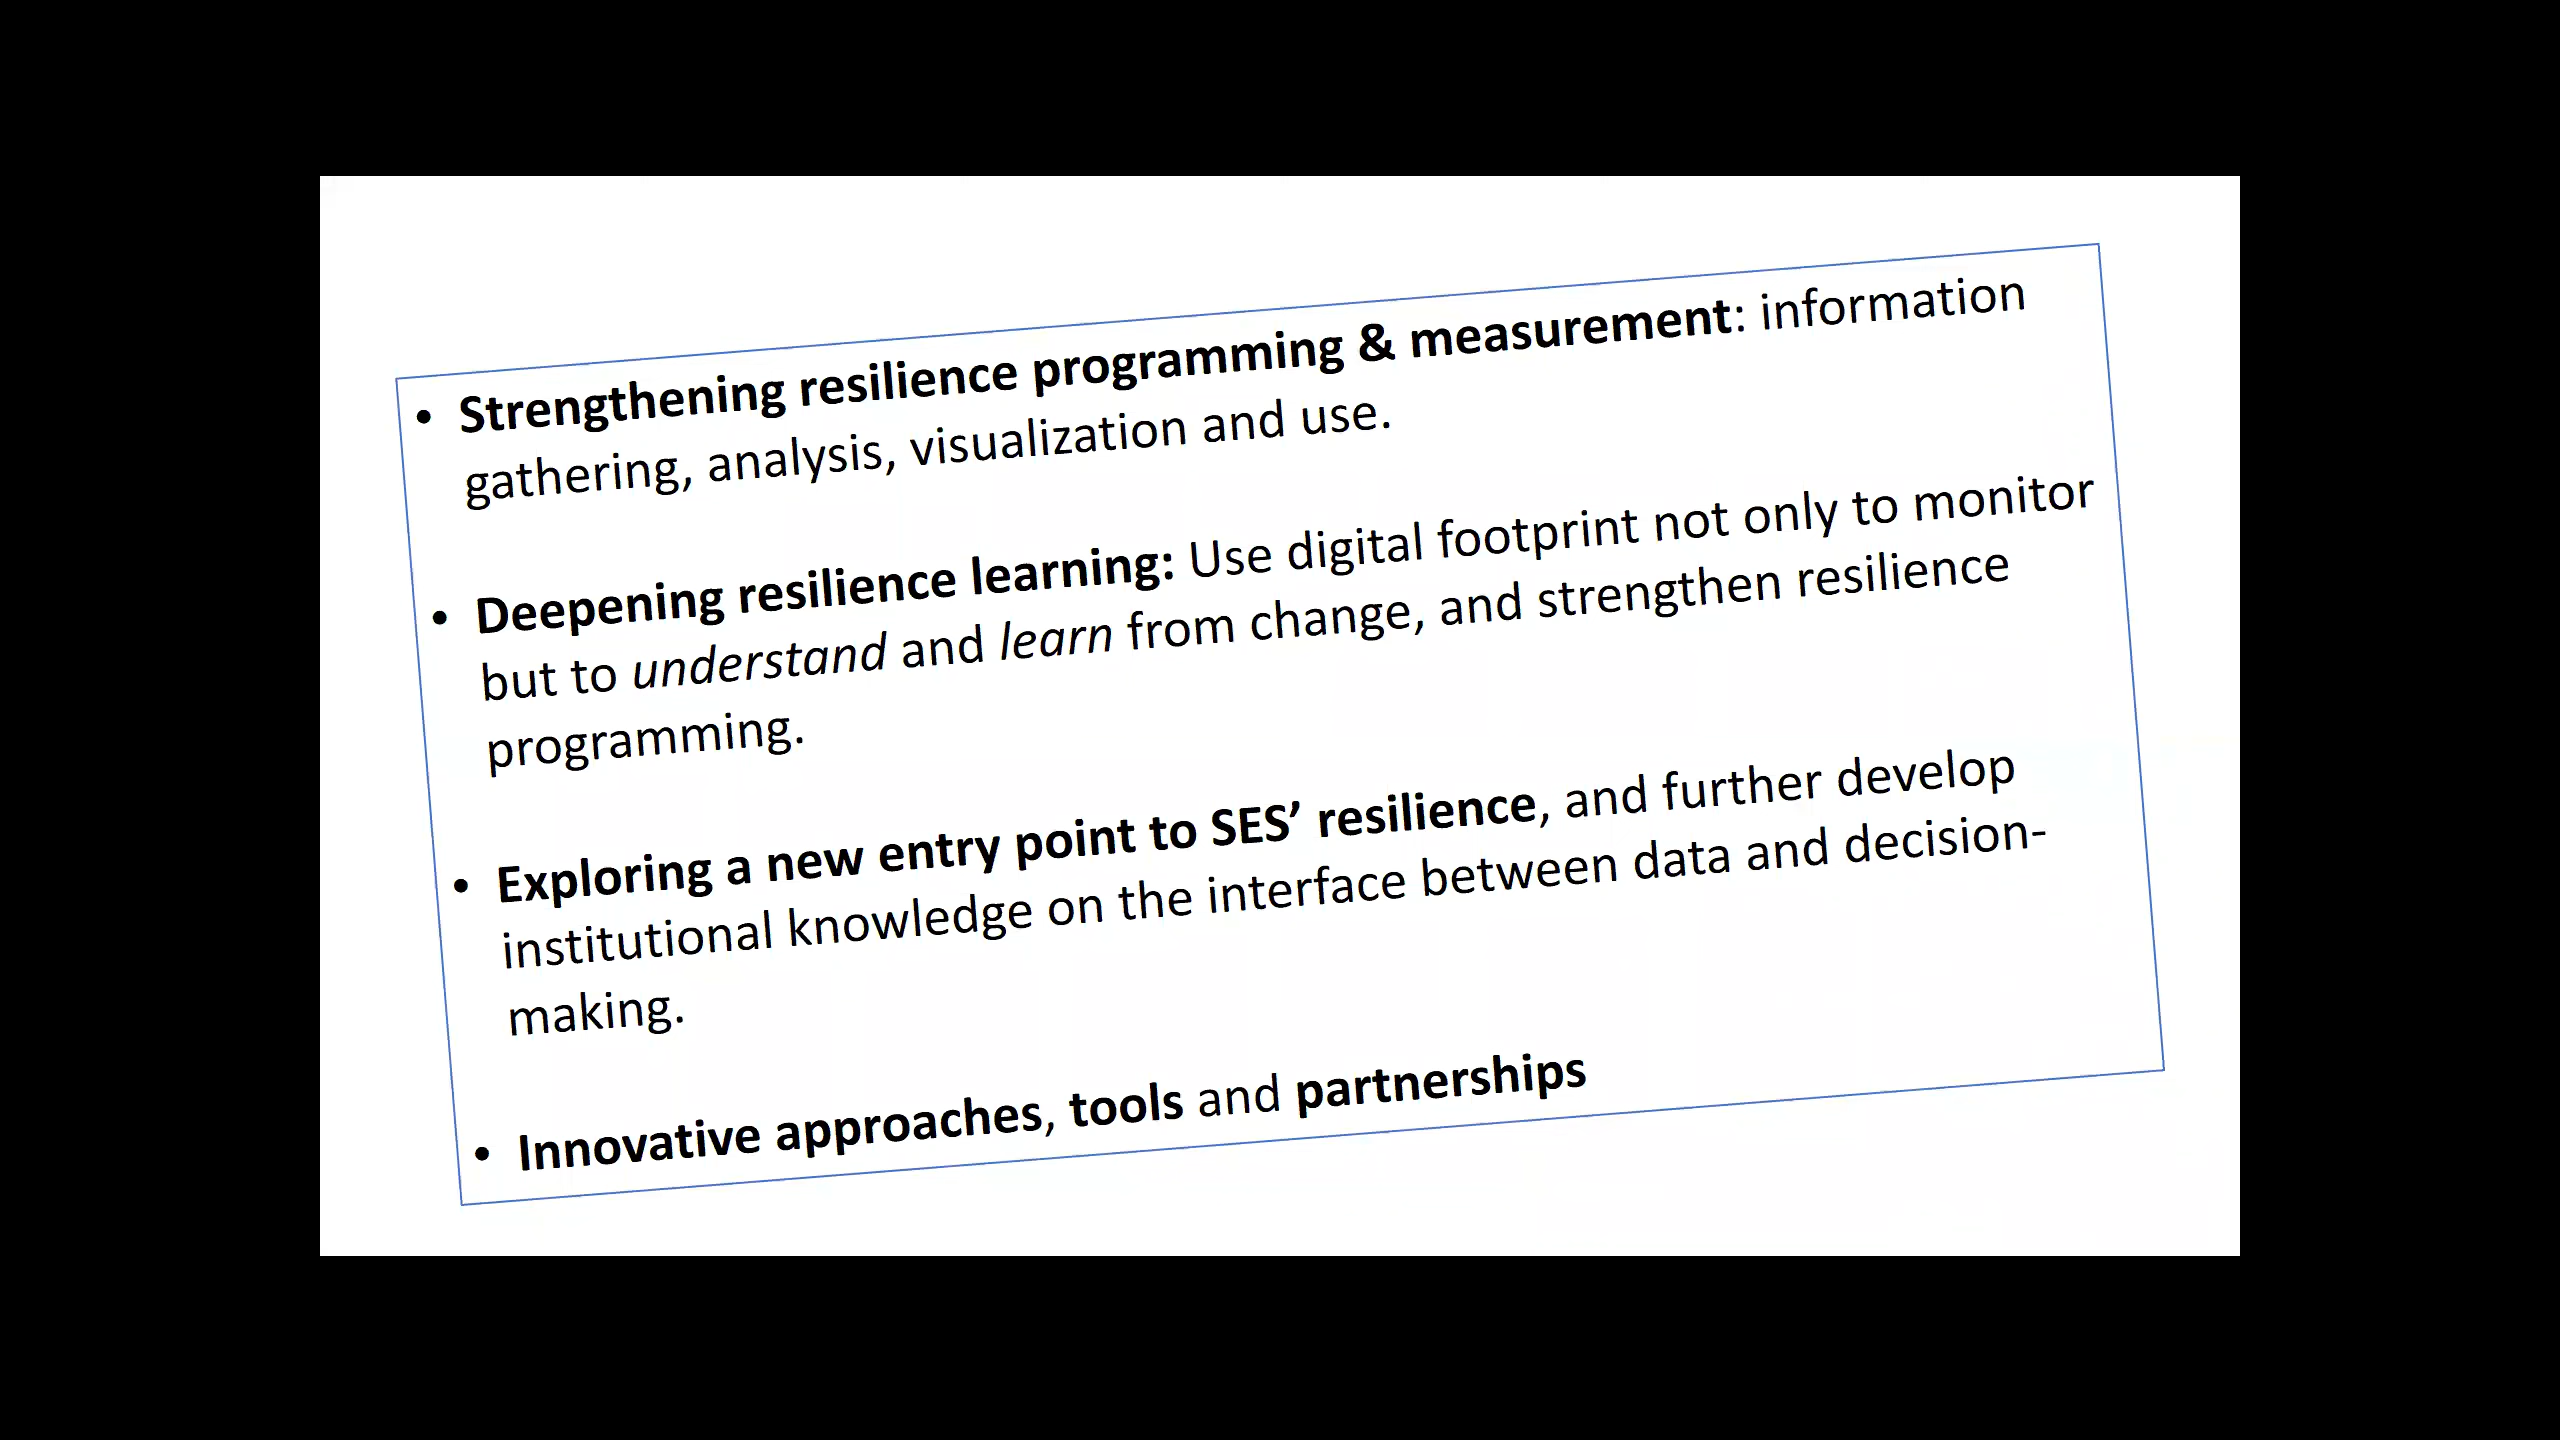 • Strengthening resilience programming & measurement: information
gathering, analysis, visualization and use.
• Deepening resilience learning: Use digital footprint not only to monitor
but to understand and learn from change, and strengthen resilience
programming.
• Exploring a new entry point to SES’ resilience, and further develop
institutional knowledge on the interface between data and decision-
making.
• Innovative approaches, tools and partnerships